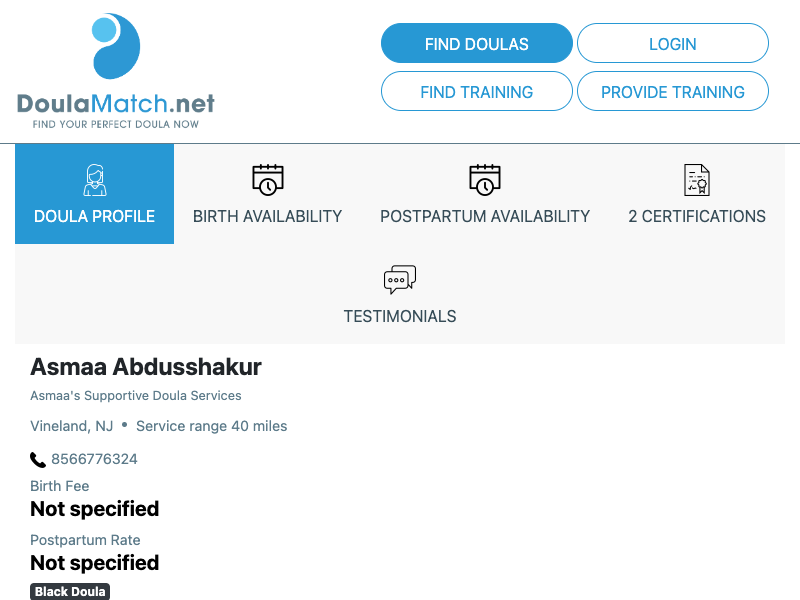 DoulaMatch.net
FIND YOUR PERFECT DOULA NOW
FIND DOULAS
LOGIN
FIND TRAINING
PROVIDE TRAINING
DOULA PROFILE
BIRTH AVAILABILITY
POSTPARTUM AVAILABILITY
2 CERTIFICATIONS
TESTIMONIALS
Asmaa Abdusshakur
Asmaa's Supportive Doula Services
Vineland, NJ • Service range 40 miles
8566776324
Birth Fee
Not specified
Postpartum Rate
Not specified
Black Doula